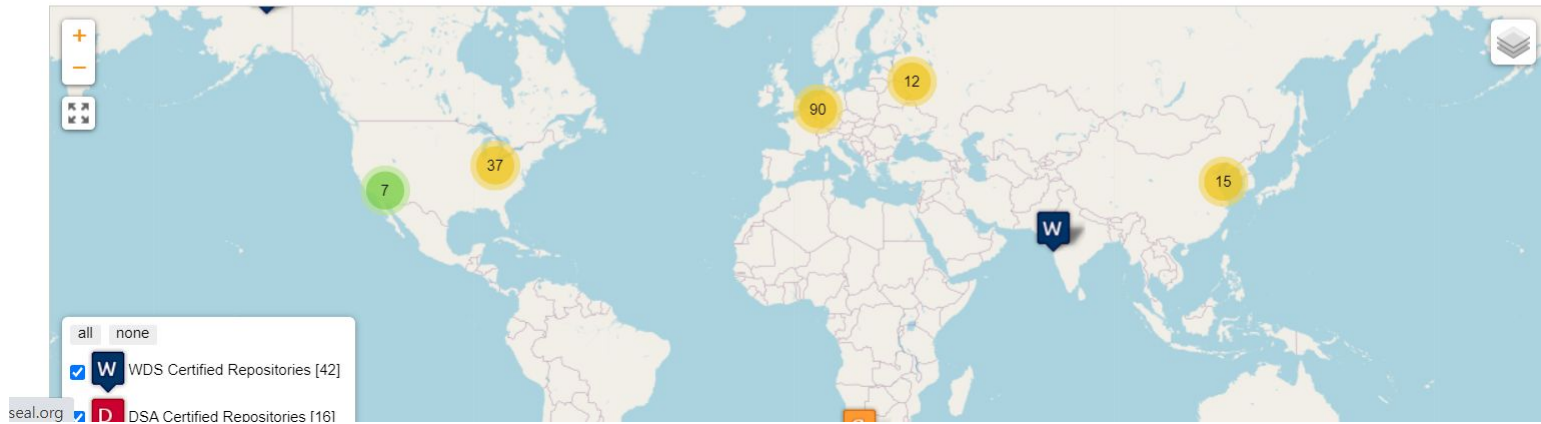 +
−
12
90
37
7
15
W
all none
W WDS Certified Repositories [42]
seal.org
D DSA Certified Repositories [16]